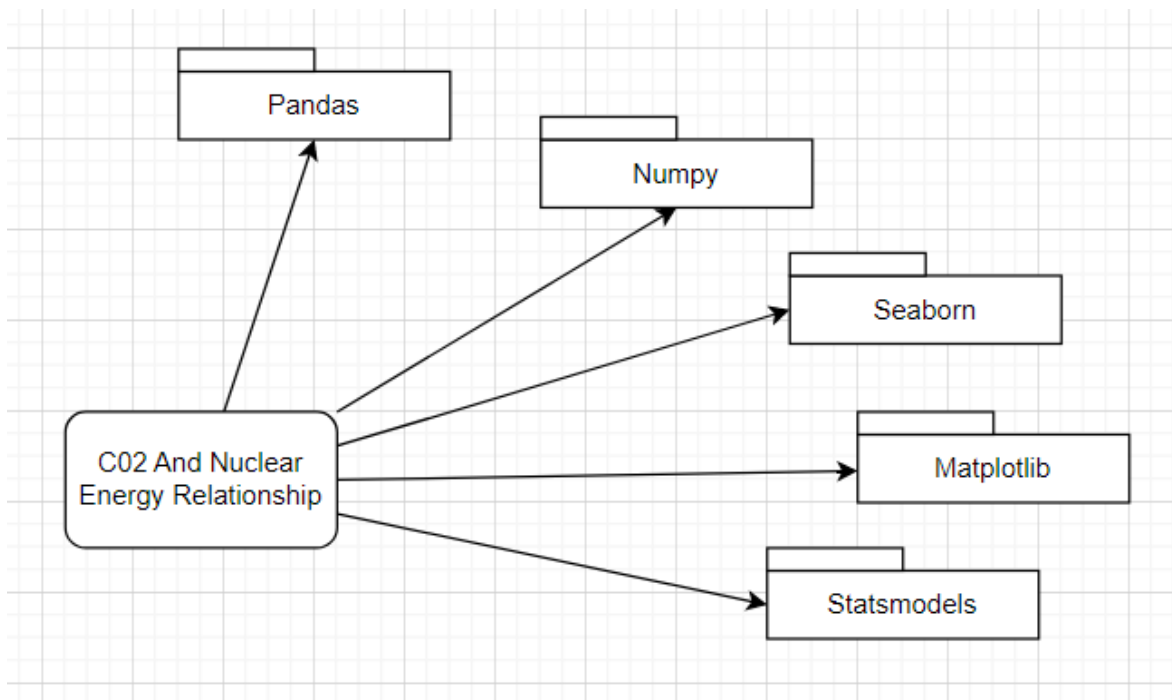 Pandas
Numpy
Seaborn
C02 And Nuclear
Energy Relationship
Matplotlib
Statsmodels